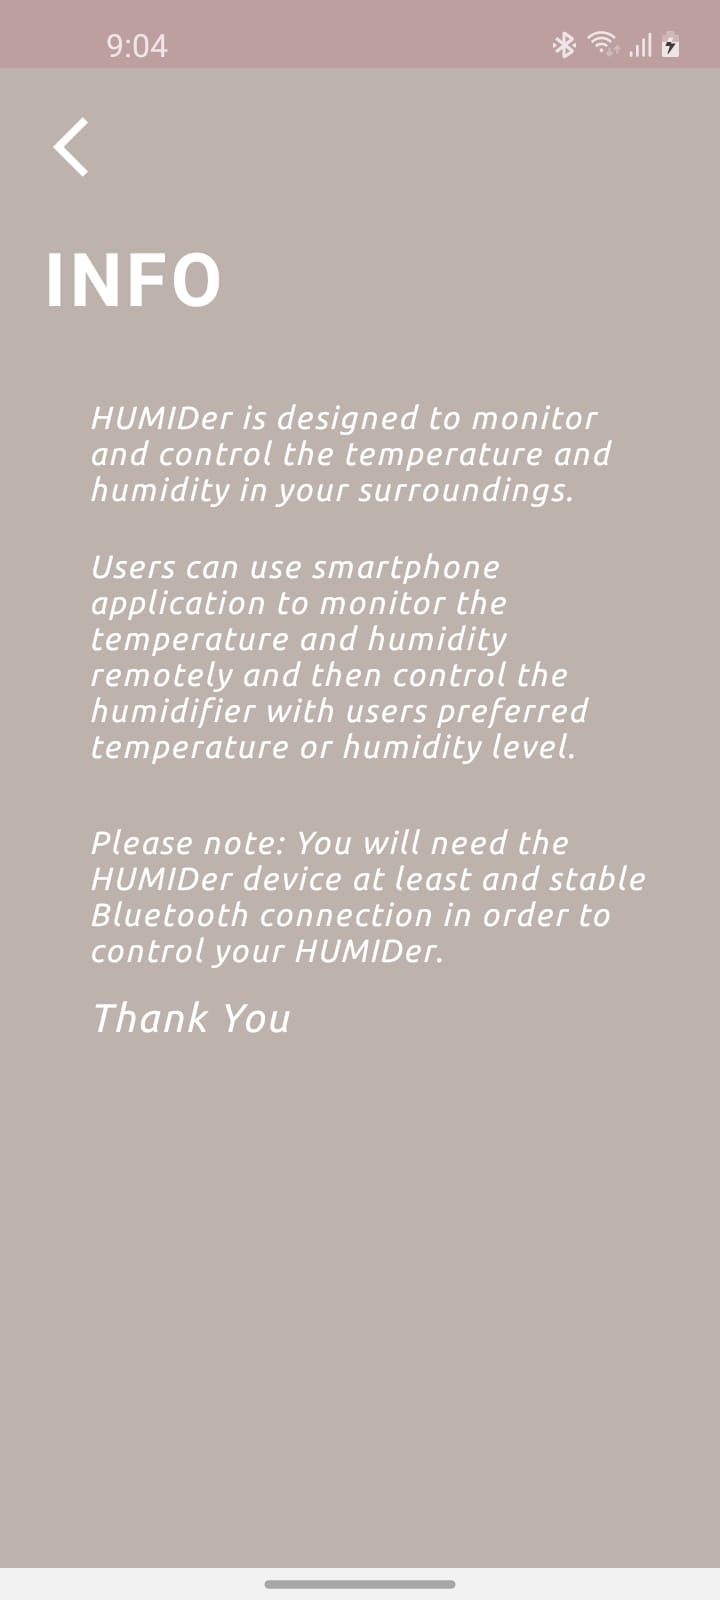 9:04
INFO
HUMIDer is designed to monitor
and control the temperature and
humidity in your surroundings.
Users can use smartphone
application to monitor the
temperature and humidity
remotely and then control the
humidifier with users preferred
temperature or humidity level.
Please note: You will need the
HUMIDer device at least and stable
Bluetooth connection in order to
control your HUMIDer.
Thank You